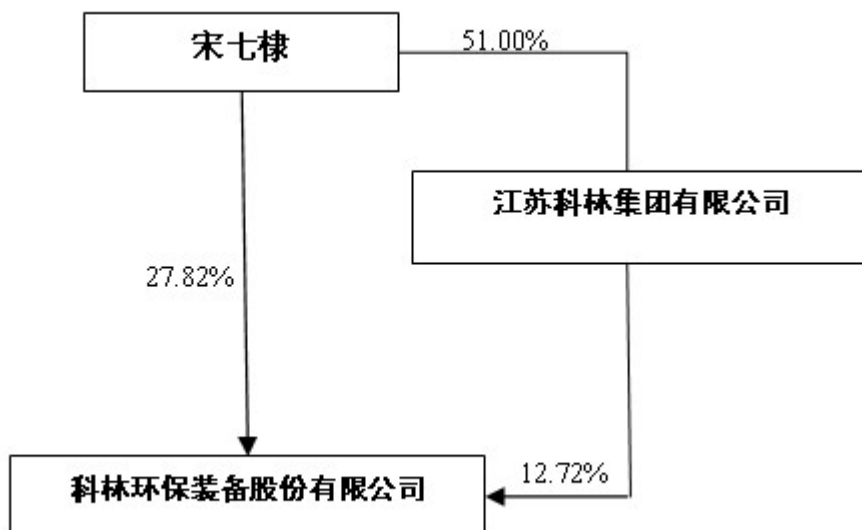 宋七棣
51.00%
江苏科林集团有限公司
27.82%
科林环保装备股份有限公司
12.72%